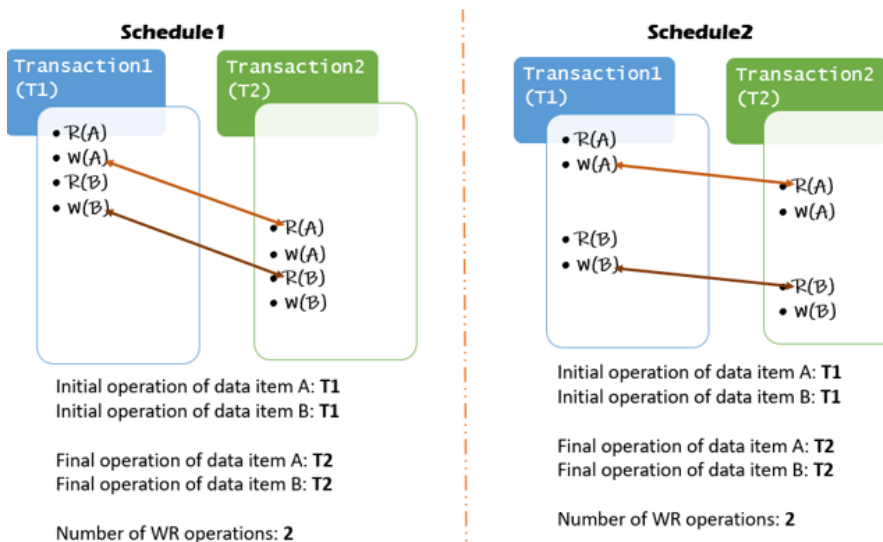 Schedule1
Transaction1
(T1)
Transaction2
(T2)
• R(A)
• W(A)
• R(B)
• W(B)
• R(A)
• W(A)
• R(B)
• W(B)
Initial operation of data item A: T1
Initial operation of data item B: T1
Final operation of data item A: T2
Final operation of data item B: T2
Number of WR operations: 2
Schedule2
Transaction1
(T1)
Transaction2
(T2)
• R(A)
• W(A)
• R(A)
• W(A)
• R(B)
• W(B)
• R(B)
• W(B)
Initial operation of data item A: T1
Initial operation of data item B: T1
Final operation of data item A: T2
Final operation of data item B: T2
Number of WR operations: 2